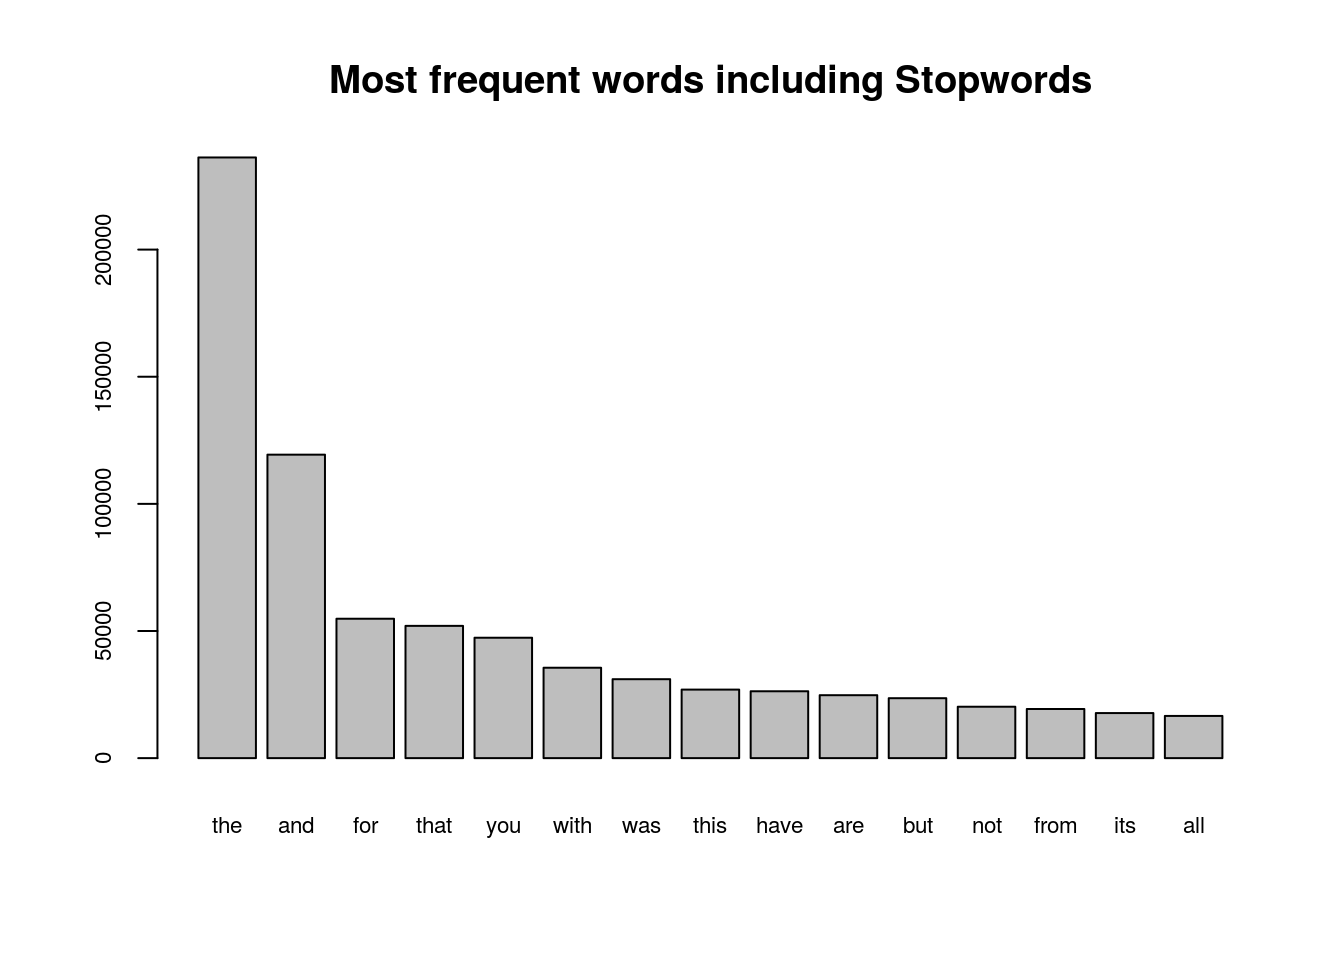 Most frequent words including Stopwords
200000
150000
100000
50000
0
the and for that you with was this have are but not from its all